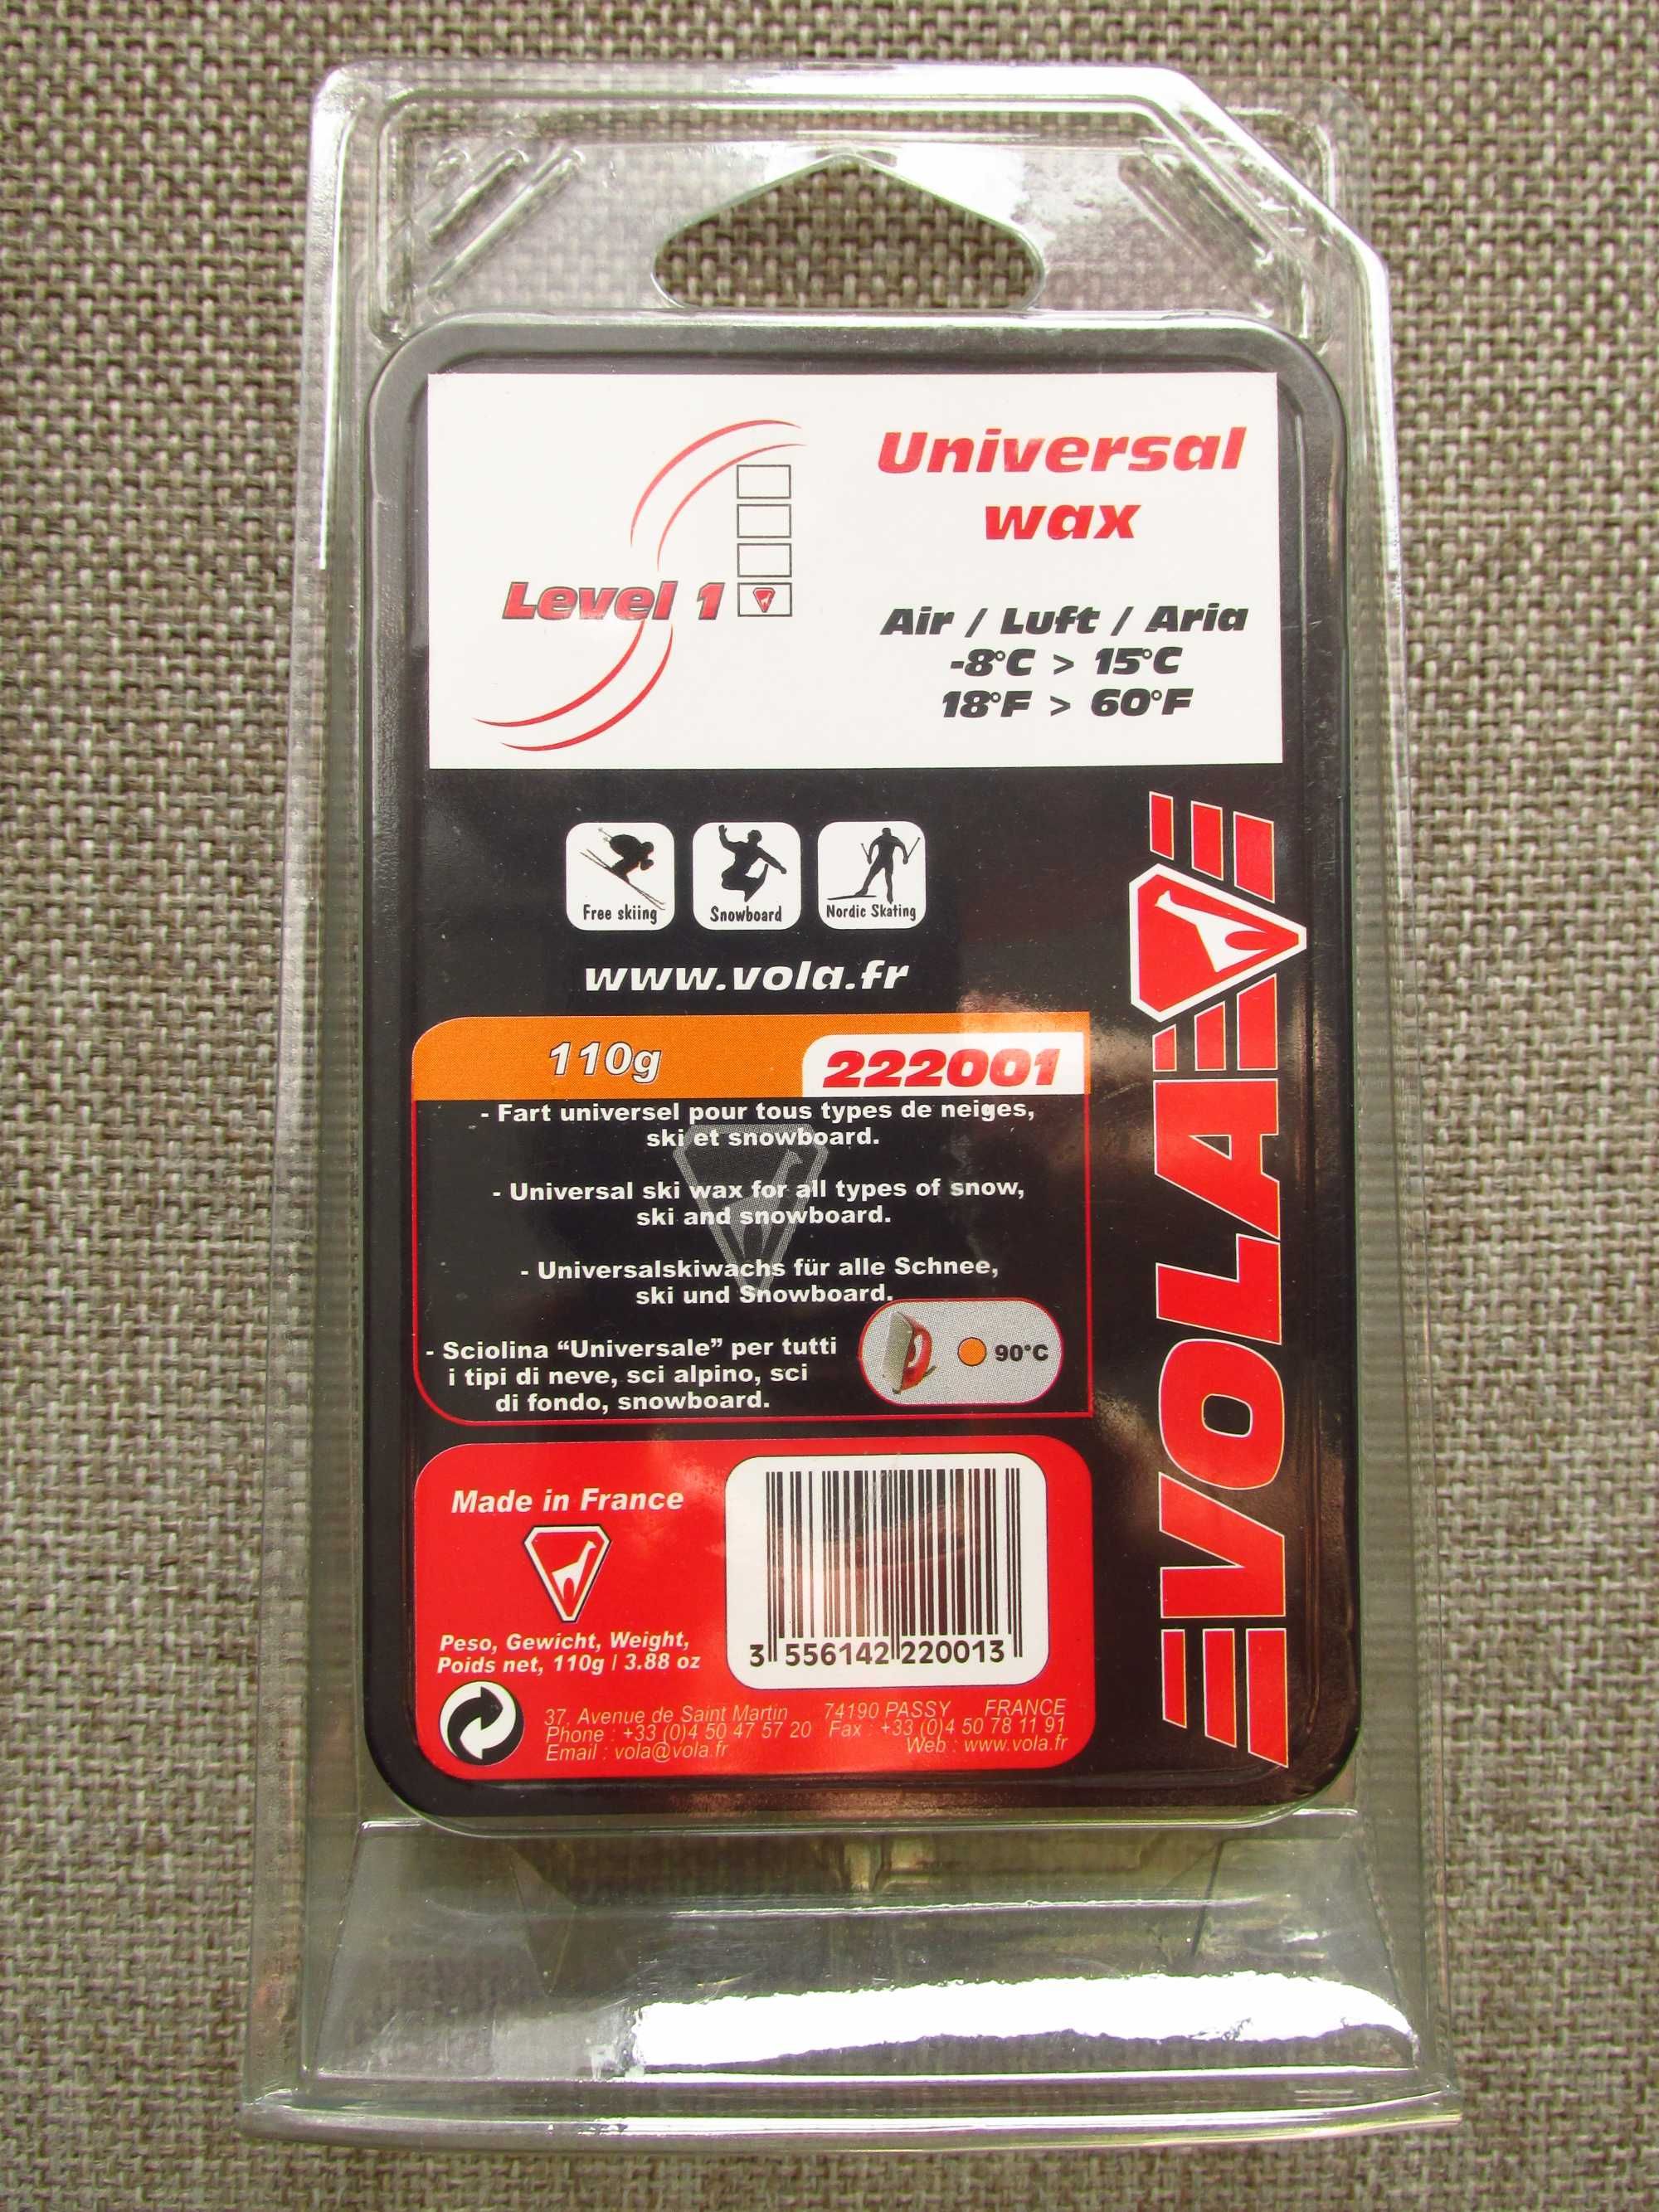 Universal
wax
Level 1
Air / Luft / Aria
-8°C > 15°C
18°F > 60°F
Free skiing
Snowboard
Nordic Skating
www.vola.fr
VOLA
110g
222001
- Fart universel pour tous types de neiges,
ski et snowboard.
- Universal ski wax for all types of snow,
ski and snowboard.
- Universalskiwachs für alle Schnee,
ski und Snowboard.
- Sciolina “Universale” per tutti
i tipi di neve, sci alpino, sci
di fondo, snowboard.
90°C
Made in France
Peso, Gewicht, Weight,
Poids net, 110g / 3.88 oz
3 556142 220013
37, Avenue de Saint Martin 74190 PASSY FRANCE
Phone : +33 (0)4 50 47 57 20 Fax : +33 (0)4 50 78 11 91
Email : vola@vola.fr Web : www.vola.fr